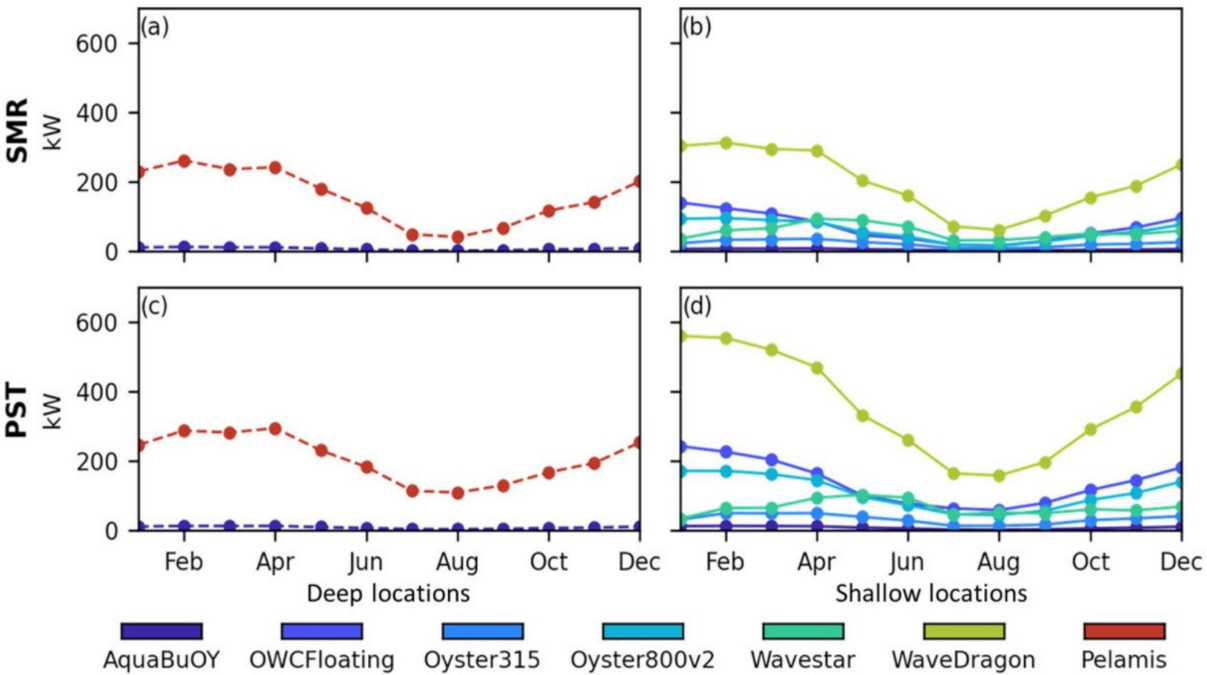 (a)
(b)
600
400
200
0
SMR
kW
(c)
(d)
600
400
200
0
PST
kW
Feb Apr Jun Aug Oct Dec
Feb Apr Jun Aug Oct Dec
Deep locations
Shallow locations
AquaBuOY OWCFloating Oyster315 Oyster800v2 Wavestar WaveDragon Pelamis